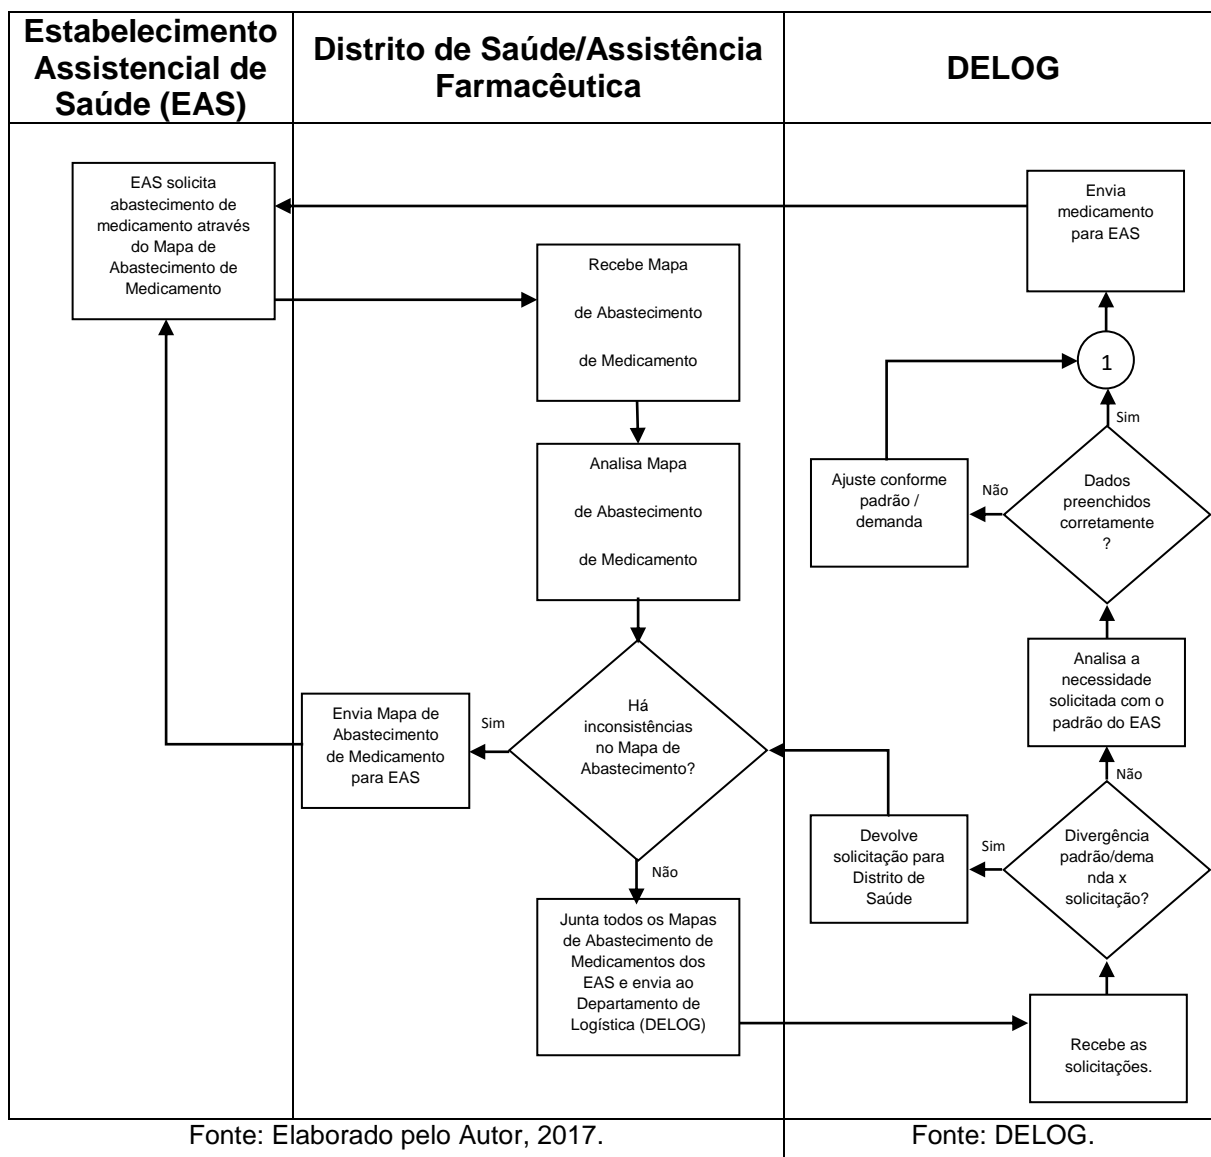 Estabelecimento
Assistencial de
Saúde (EAS)
Distrito de Saúde/Assistência
Farmacêutica
DELOG
EAS solicita
abastecimento de
medicamento através
do Mapa de
Abastecimento de
Medicamento
Recebe Mapa
de Abastecimento
de Medicamento
Analisa Mapa
de Abastecimento
de Medicamento
Há
inconsistências
no Mapa de
Abastecimento?
Sim
Envia Mapa de
Abastecimento
de Medicamento
para EAS
Não
Junta todos os Mapas
de Abastecimento de
Medicamentos dos
EAS e envia ao
Departamento de
Logística (DELOG)
Envia
medicamento
para EAS
1
Sim
Dados
preenchidos
corretamente
?
Não
Ajuste conforme
padrão /
demanda
Analisa a
necessidade
solicitada com o
padrão do EAS
Não
Divergência
padrão/dema
nda x
solicitação?
Sim
Devolve
solicitação para
Distrito de
Saúde
Recebe as
solicitações.
Fonte: Elaborado pelo Autor, 2017.
Fonte: DELOG.